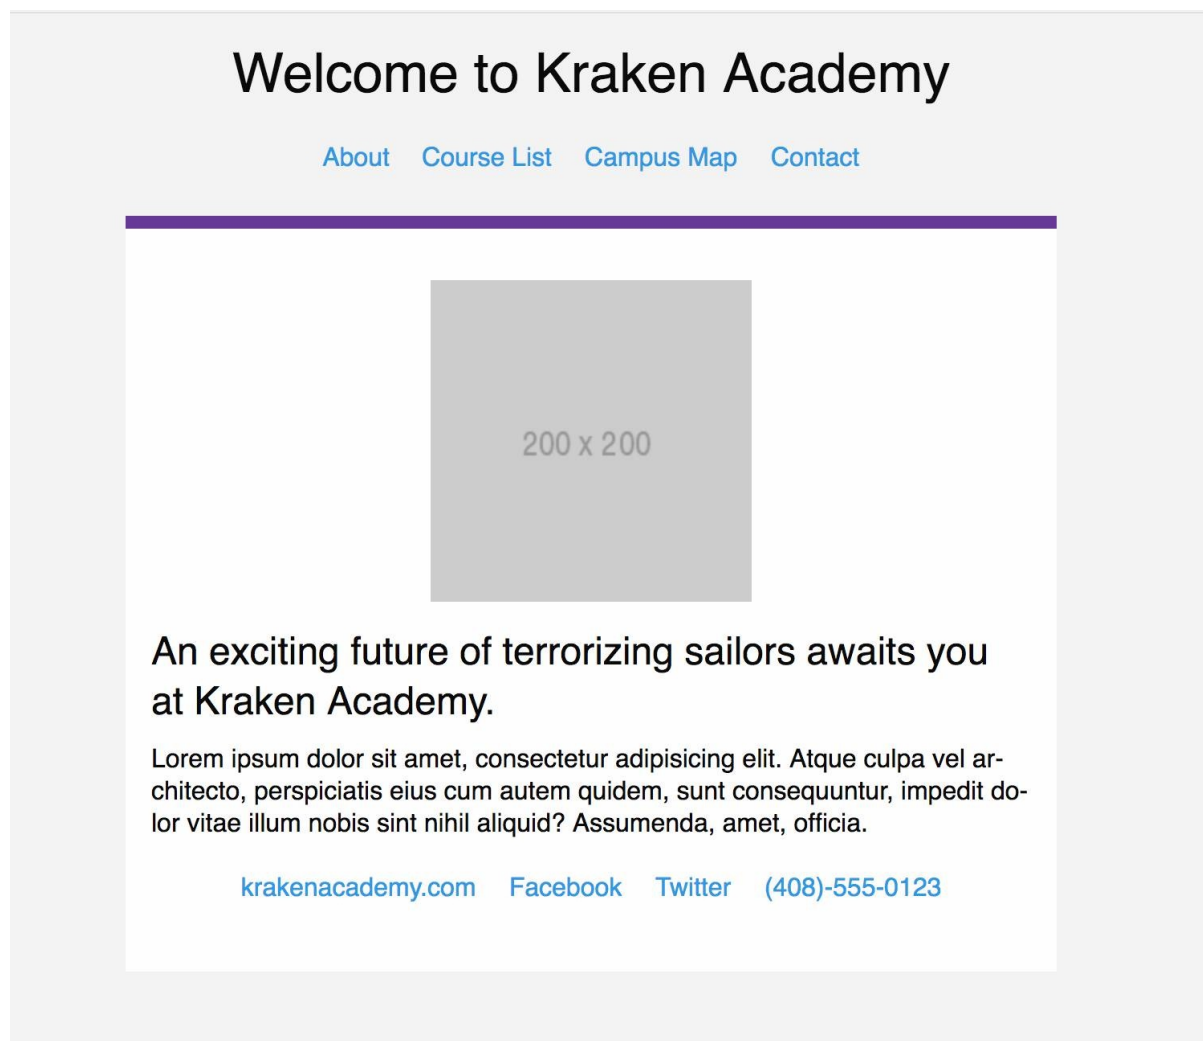 Welcome to Kraken Academy
About Course List Campus Map Contact
200 x 200
An exciting future of terrorizing sailors awaits you
at Kraken Academy.
Lorem ipsum dolor sit amet, consectetur adipisicing elit. Atque culpa vel ar-
chitecto, perspiciatis eius cum autem quidem, sunt consequuntur, impedit do-
lor vitae illum nobis sint nihil aliquid? Assumenda, amet, officia.
krakenacademy.com Facebook Twitter (408)-555-0123